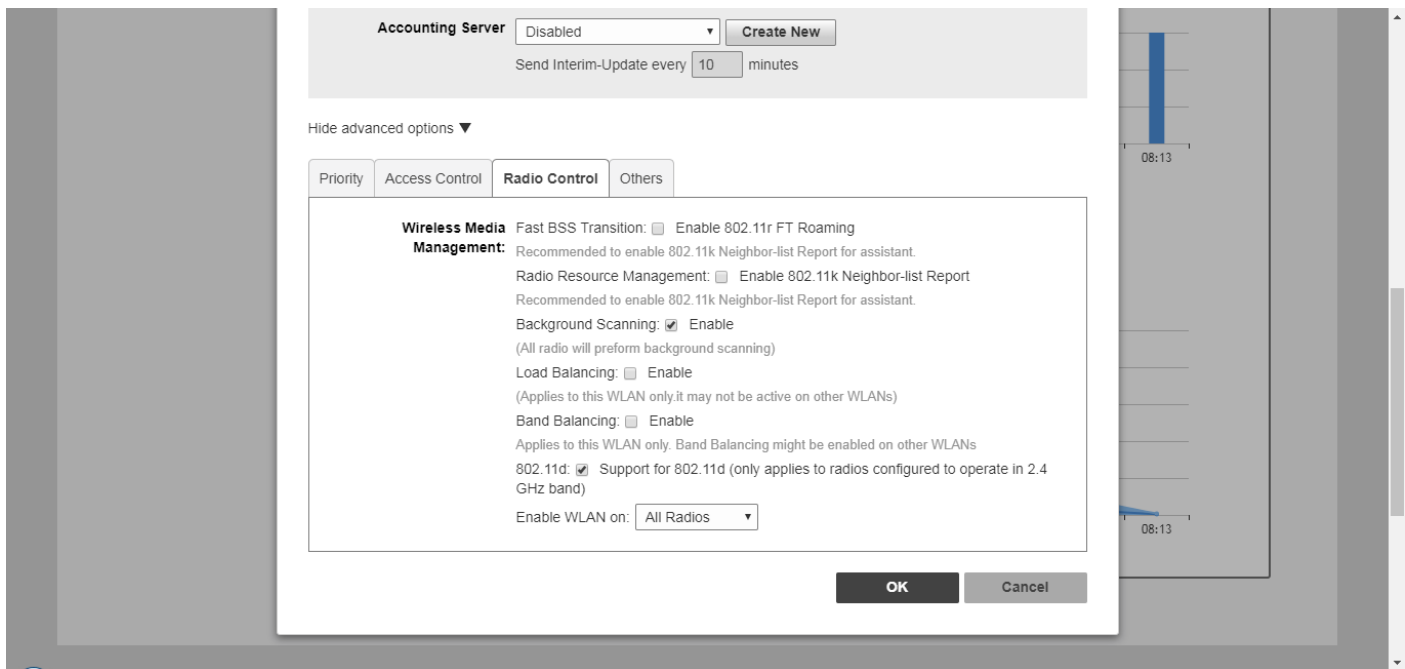 Accounting Server Disabled Create New
Send Interim-Update every 10 minutes
Hide advanced options
Priority Access Control Radio Control Others
Wireless Media Fast BSS Transition: Enable 802.11r FT Roaming
Management: Recommended to enable 802.11k Neighbor-list Report for assistant.
Radio Resource Management: Enable 802.11k Neighbor-list Report
Recommended to enable 802.11k Neighbor-list Report for assistant.
Background Scanning: Enable
(All radio will preform background scanning)
Load Balancing: Enable
(Applies to this WLAN only.it may not be active on other WLANs)
Band Balancing: Enable
Applies to this WLAN only. Band Balancing might be enabled on other WLANs
802.11d: Support for 802.11d (only applies to radios configured to operate in 2.4
GHz band)
Enable WLAN on: All Radios
OK Cancel
08:13
08:13